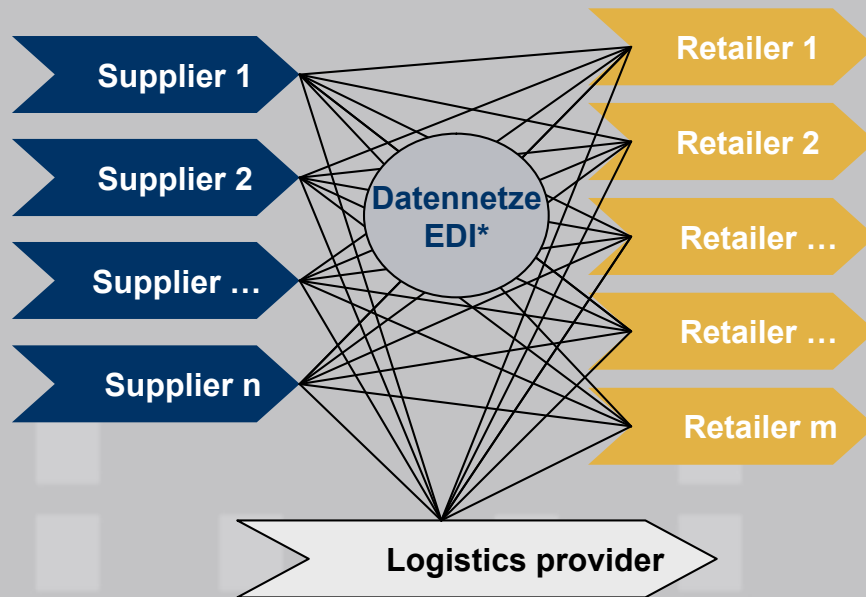 Supplier 1
Supplier 2
Supplier …
Supplier n
Datennetze
EDI*
Retailer 1
Retailer 2
Retailer …
Retailer …
Retailer m
Logistics provider